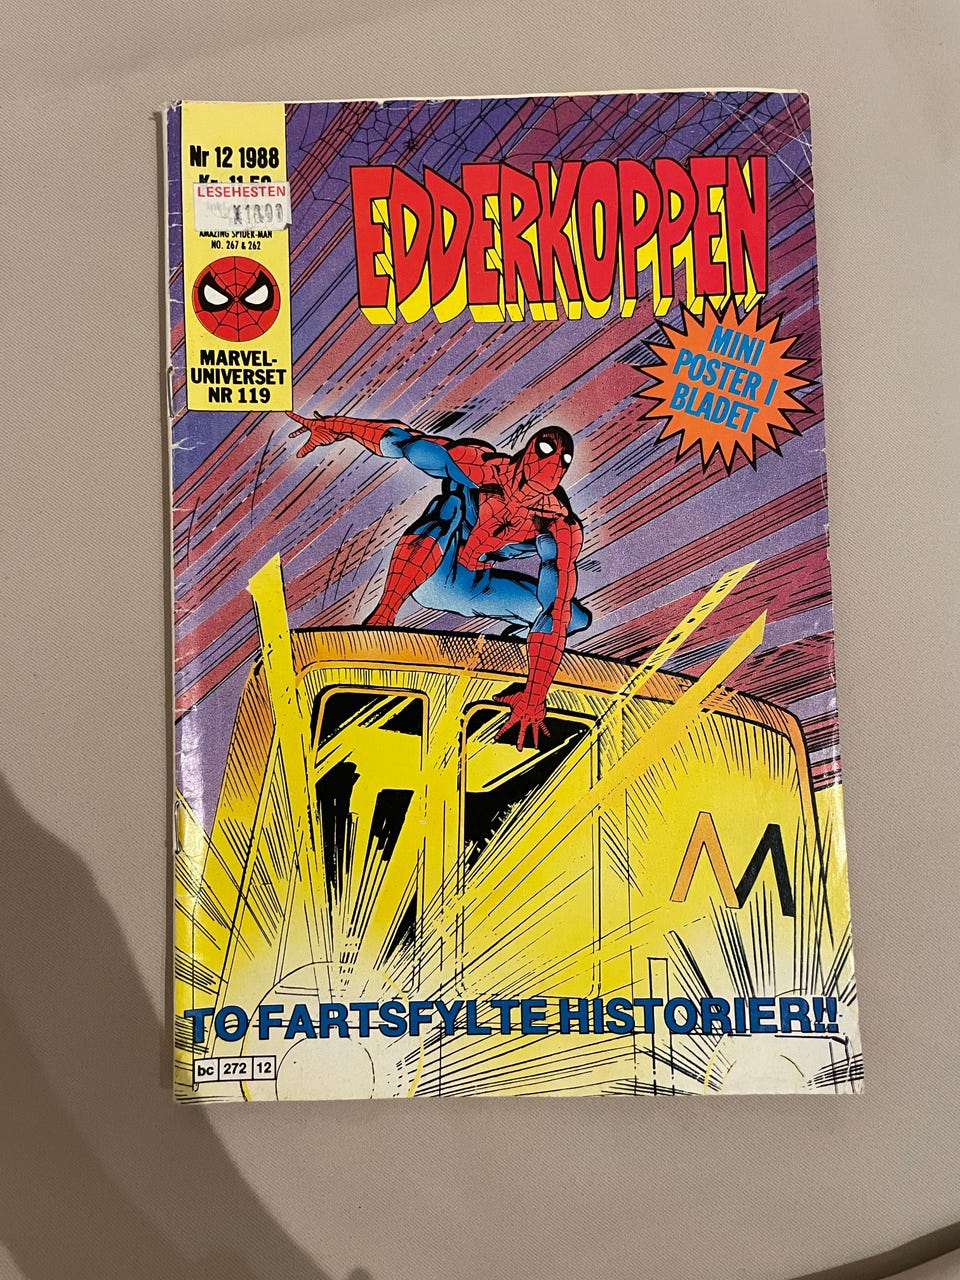 Nr 12 1988
LESEHESTEN
AMAZING SPIDER-MAN
NO. 267 & 262
MARVEL-
UNIVERSET
NR 119
EDDERKOPPEN
MINI
POSTER I
BLADET
TO FARTSFYLTE HISTORIER!!
bc 272 12